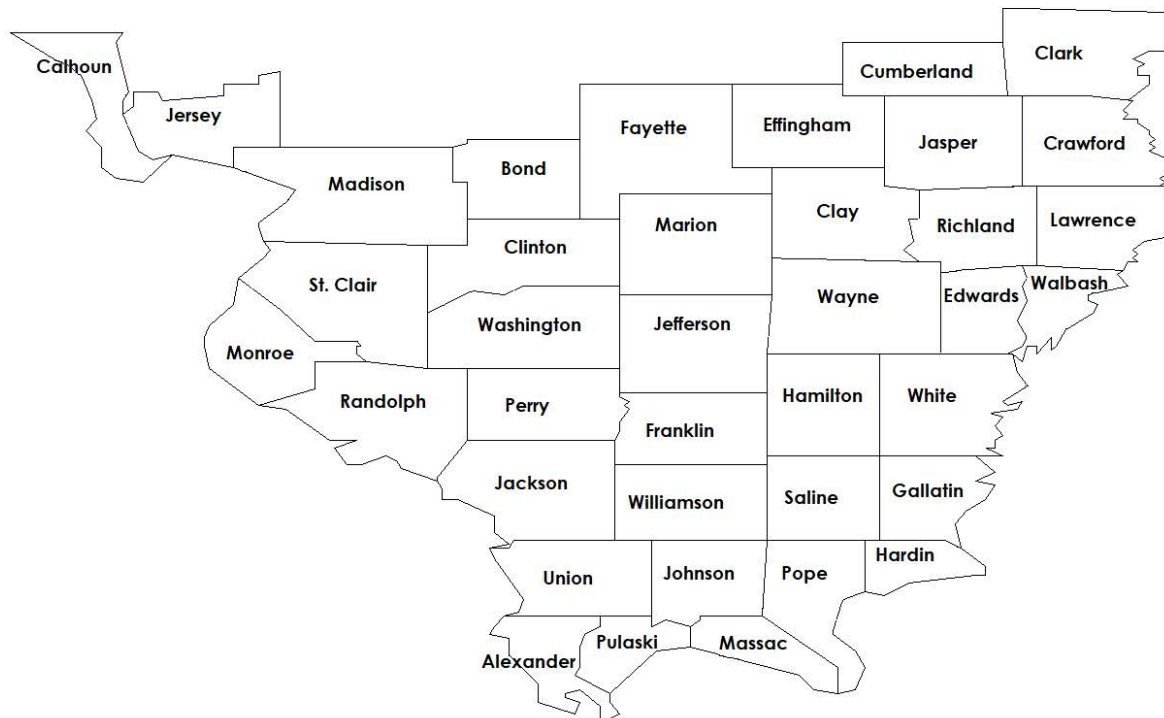 Clark
Calhoun
Cumberland
Jersey
Fayette
Effingham
Jasper
Crawford
Bond
Madison
Clay
Marion
Richland
Lawrence
Clinton
St. Clair
Wayne
Edwards
Walbash
Washington
Jefferson
Monroe
Randolph
Perry
Hamilton
White
Franklin
Jackson
Williamson
Saline
Gallatin
Hardin
Union
Johnson
Pope
Pulaski
Massac
Alexander